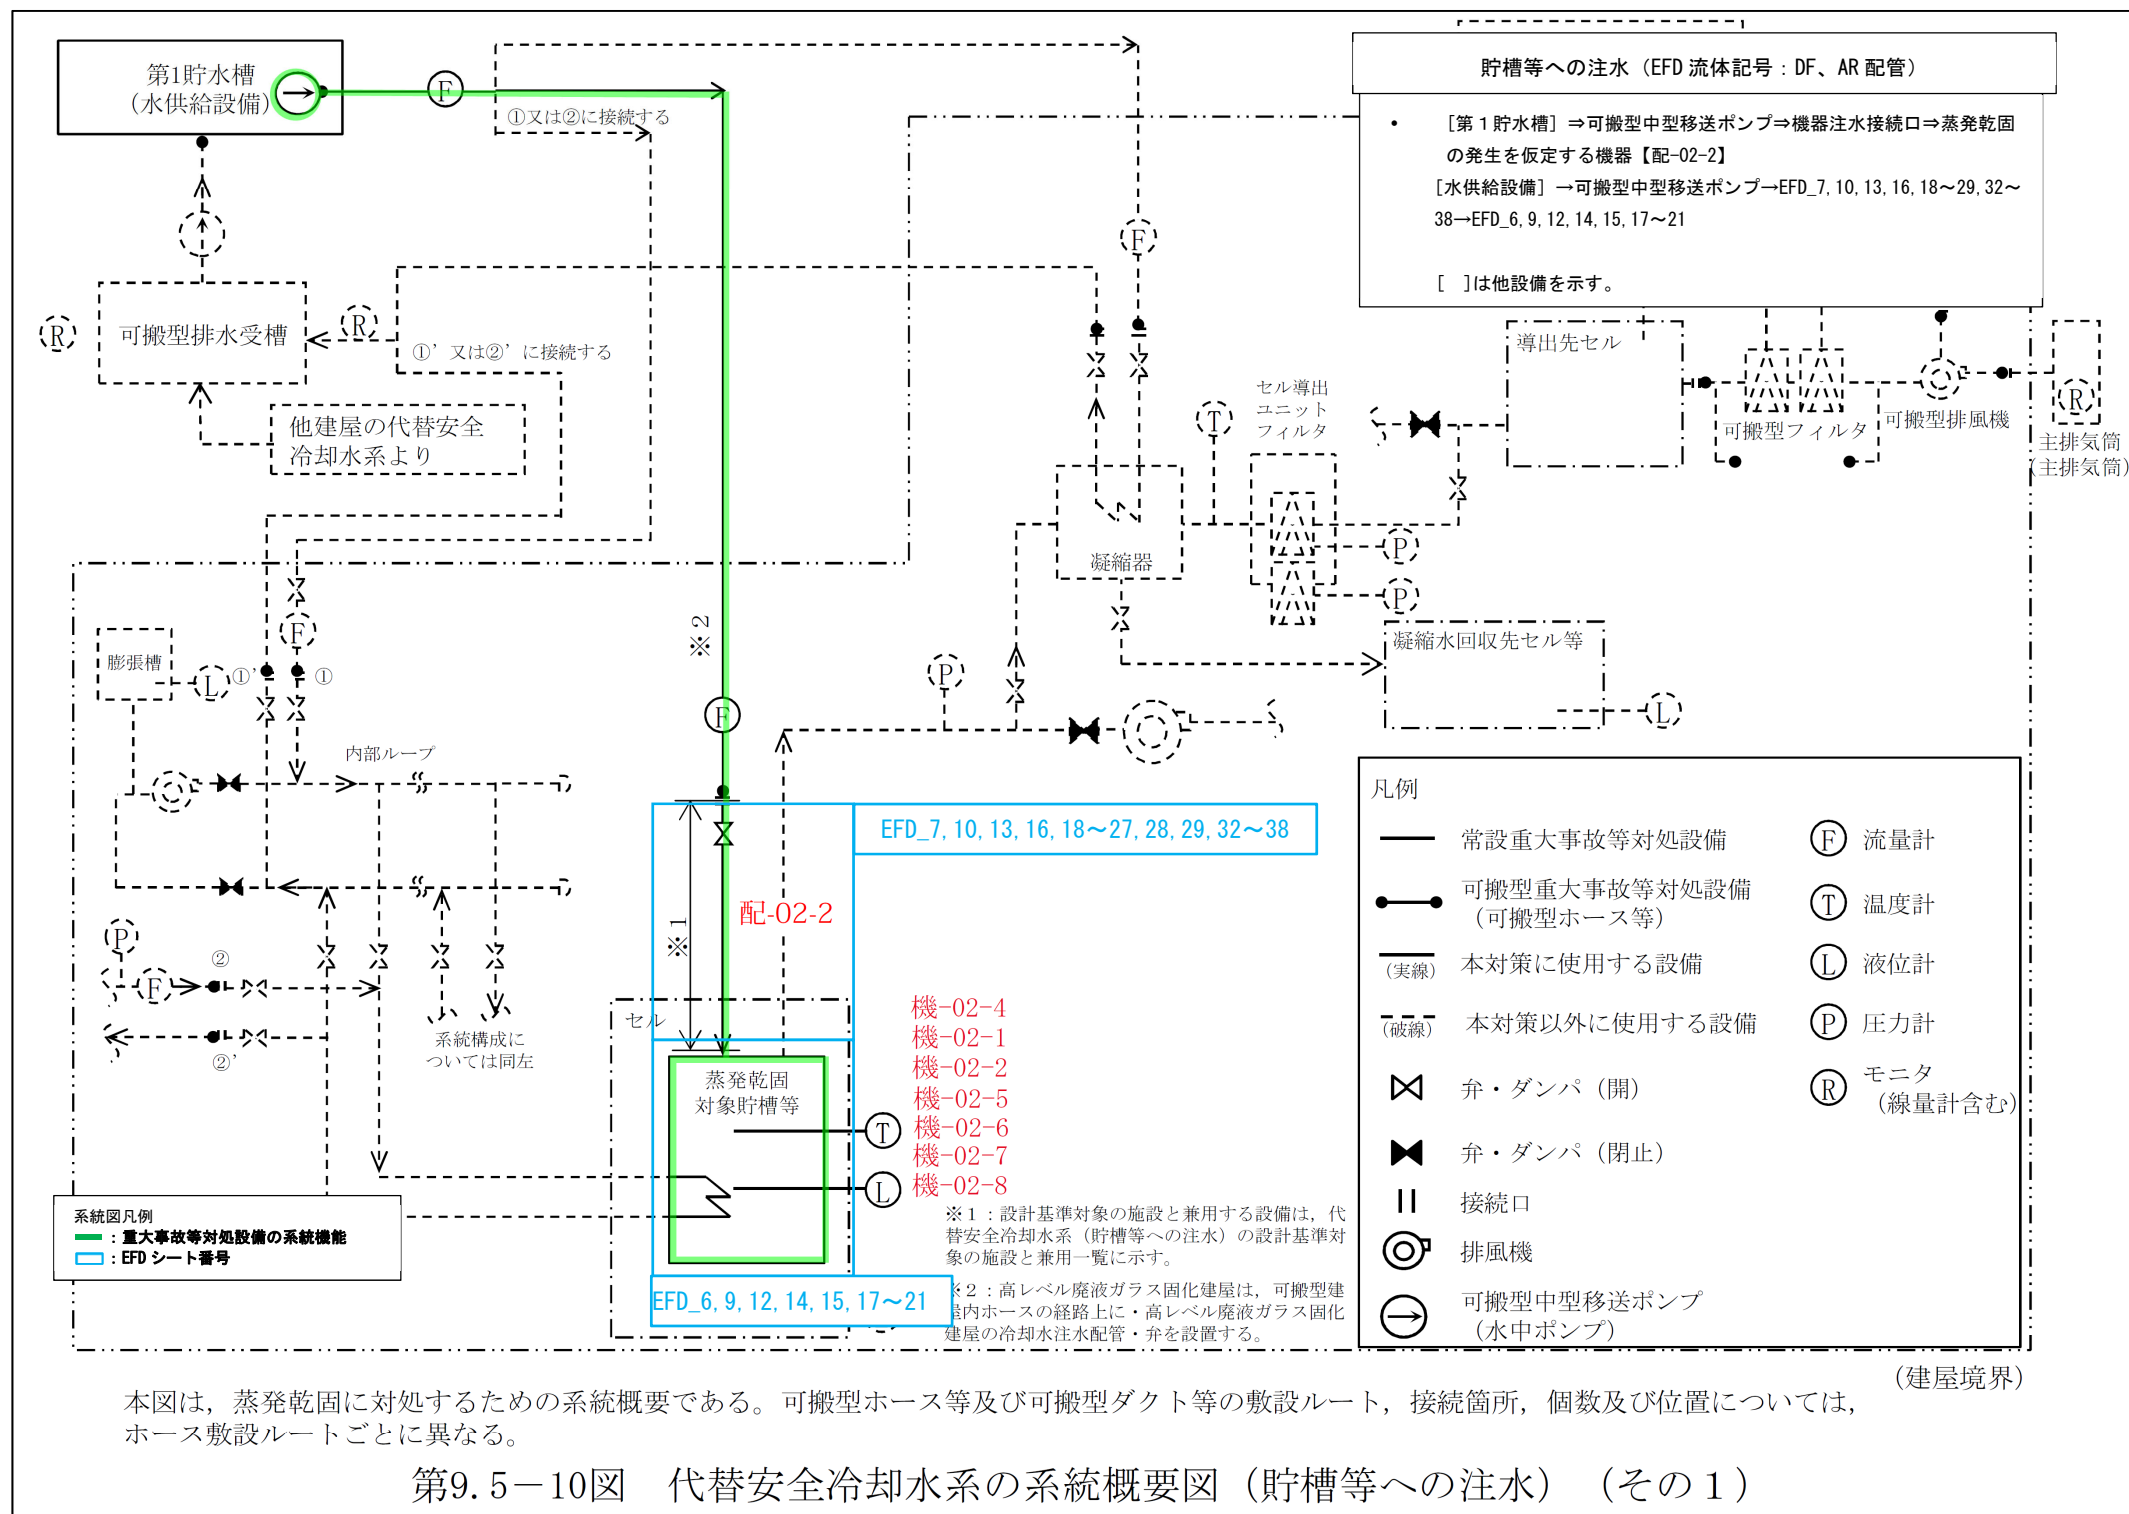 第1貯水槽
（水供給設備）
F
①又は②に接続する
貯槽等への注水（EFD 流体記号：DF、AR 配管）
・ ［第１貯水槽］⇒可搬型中型移送ポンプ⇒機器注水接続口⇒蒸発乾固
の発生を仮定する機器【配-02-2】
［水供給設備］→可搬型中型移送ポンプ→EFD_7, 10, 13, 16, 18～29, 32～
38→EFD_6, 9, 12, 14, 15, 17～21
［　］は他設備を示す。
F
R
可搬型排水受槽
R
①’又は②’に接続する
他建屋の代替安全
冷却水系より
導出先セル
セル導出
ユニット
フィルタ
T
可搬型フィルタ
可搬型排風機
R
主排気筒
（主排気筒）
凝縮器
P
P
凝縮水回収先セル等
L
P
※2
F
膨張槽
L
①’
F
①
内部ループ
P
F
②
②’
系統構成に
ついては同左
EFD_7, 10, 13, 16, 18～27, 28, 29, 32～38
配-02-2
※1
セル
蒸発乾固
対象貯槽等
T
L
機-02-4
機-02-1
機-02-2
機-02-5
機-02-6
機-02-7
機-02-8
EFD_6, 9, 12, 14, 15, 17～21
※１：設計基準対象の施設と兼用する設備は，代
替安全冷却水系（貯槽等への注水）の設計基準対
象の施設と兼用一覧に示す。
※２：高レベル廃液ガラス固化建屋は，可搬型建
屋内ホースの経路上に・高レベル廃液ガラス固化
建屋の冷却水注水配管・弁を設置する。
系統図凡例
：重大事故等対処設備の系統機能
：EFD シート番号
凡例
常設重大事故等対処設備
可搬型重大事故等対処設備
（可搬型ホース等）
（実線） 本対策に使用する設備
（破線） 本対策以外に使用する設備
弁・ダンパ（開）
弁・ダンパ（閉止）
接続口
排風機
可搬型中型移送ポンプ
（水中ポンプ）
F 流量計
T 温度計
L 液位計
P 圧力計
R モニタ
（線量計含む）
（建屋境界）
本図は，蒸発乾固に対処するための系統概要である。可搬型ホース等及び可搬型ダクト等の敷設ルート，接続箇所，個数及び位置については，
ホース敷設ルートごとに異なる。
第9.5－10図　代替安全冷却水系の系統概要図（貯槽等への注水）（その１）